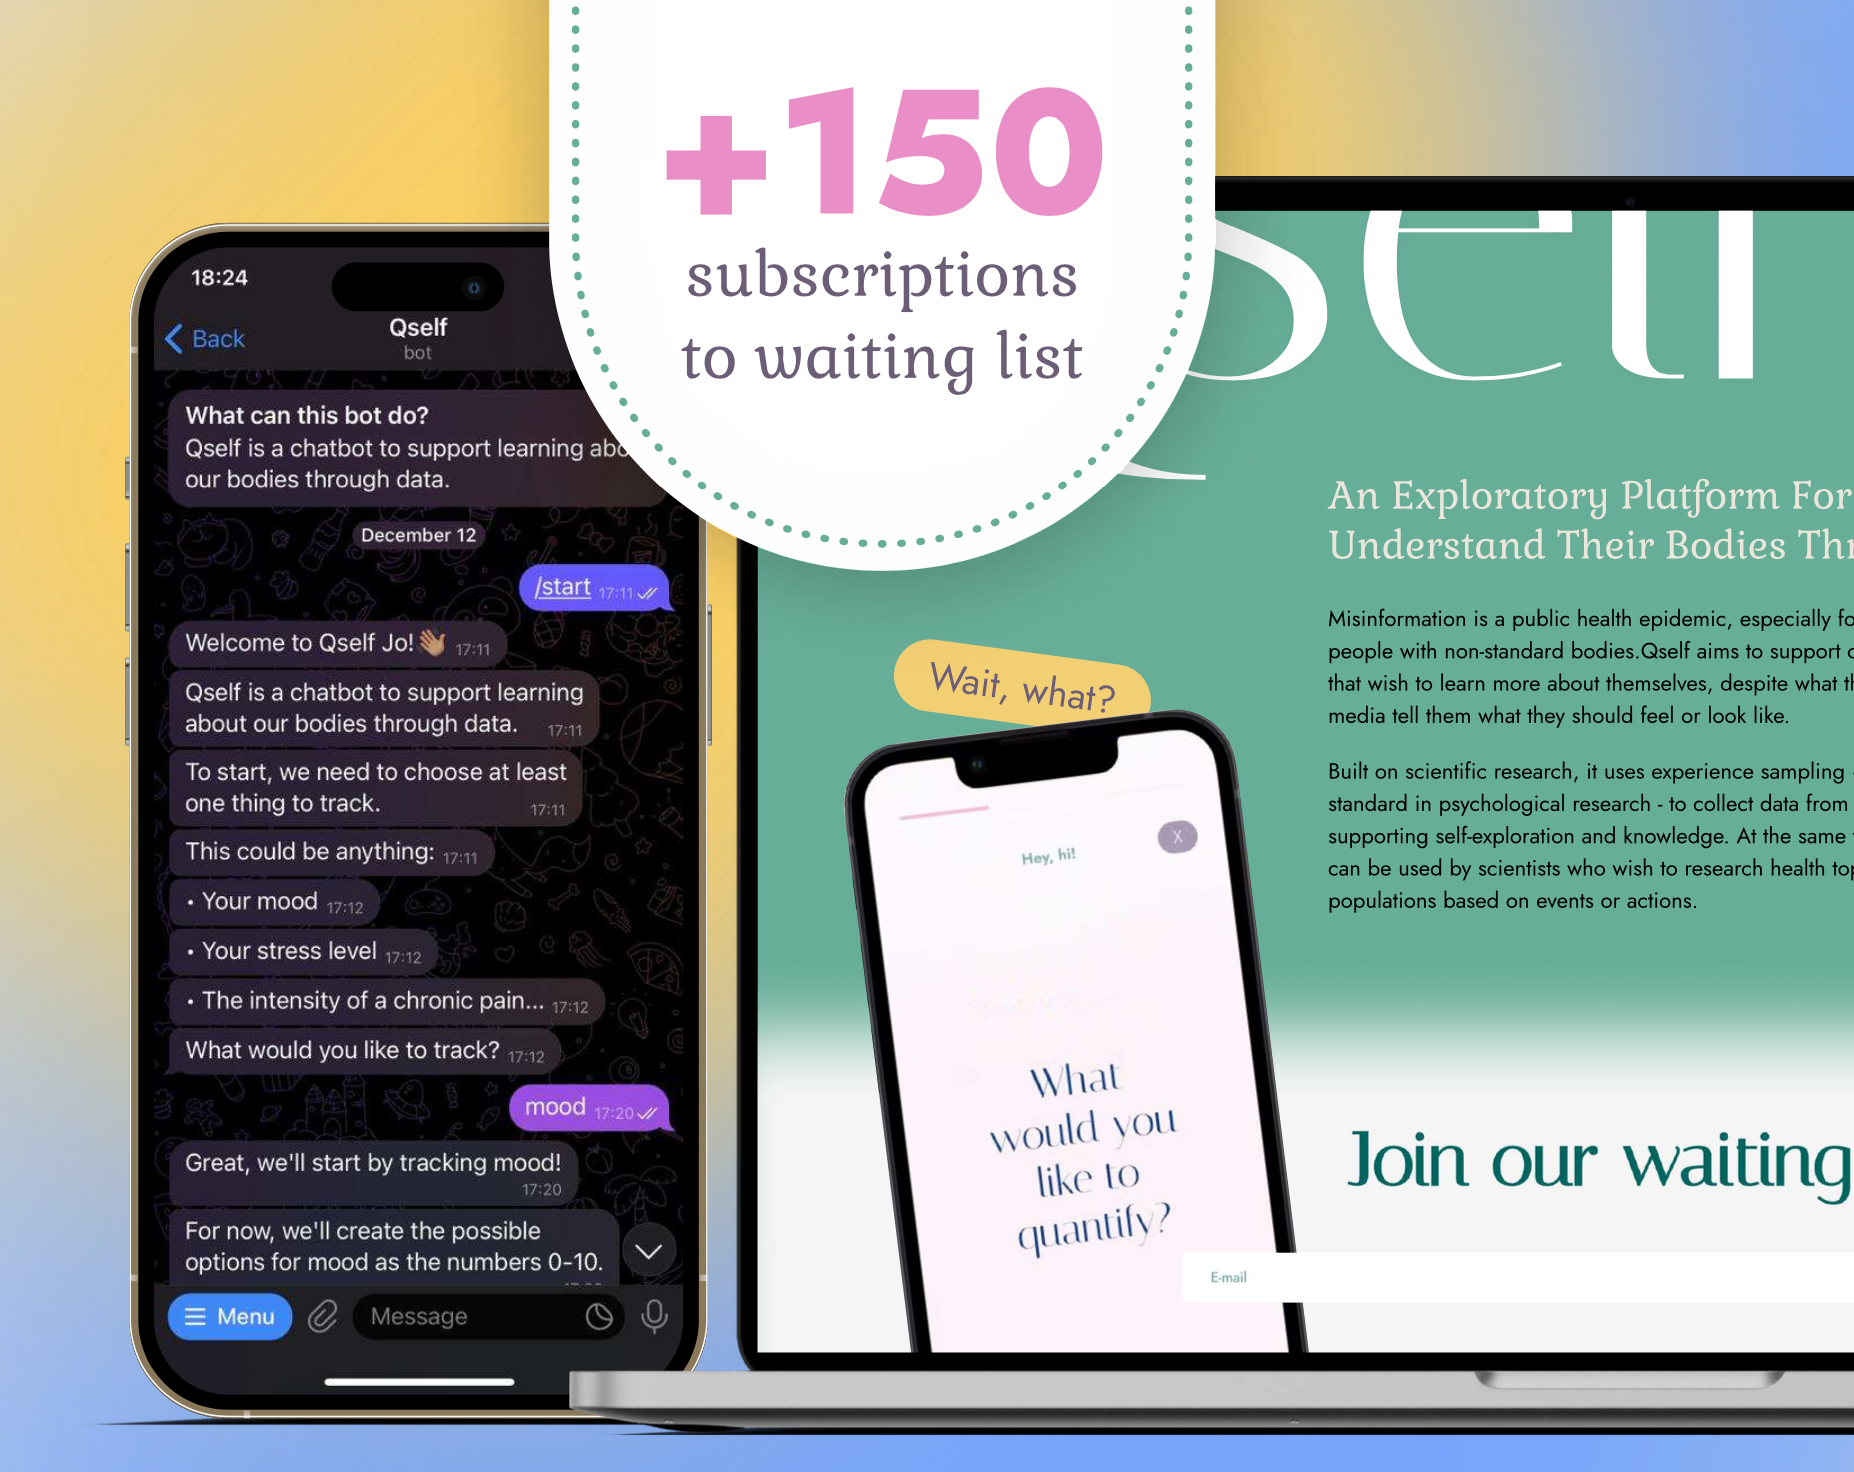 +150
subscriptions
to waiting list
18:24
Back
Qself
bot
What can this bot do?
Qself is a chatbot to support learning
our bodies through data.
December 12
/start 17:11
Welcome to Qself Jo!👋🏼 17:11
Qself is a chatbot to support learning
about our bodies through data. 17:11
To start, we need to choose at least
one thing to track. 17:11
This could be anything: 17:11
• Your mood 17:12
• Your stress level 17:12
• The intensity of a chronic pain... 17:12
What would you like to track? 17:12
mood 17:20
Great, we'll start by tracking mood!
17:20
For now, we'll create the possible
options for mood as the numbers 0-10.
Menu
Message
Qself
An Exploratory Platform For
Understand Their Bodies
Misinformation is a public health epidemic, especially
people with non-standard bodies.Qself aims to support
that wish to learn more about themselves, despite what
media tell them what they should feel or look like.
Built on scientific research, it uses experience sampling
standard in psychological research - to collect data from
supporting self-exploration and knowledge. At the same
can be used by scientists who wish to research health
populations based on events or actions.
Wait, what?
X
Hey, hi!
What
would you
like to
quantify?
Join our waiting
E-mail